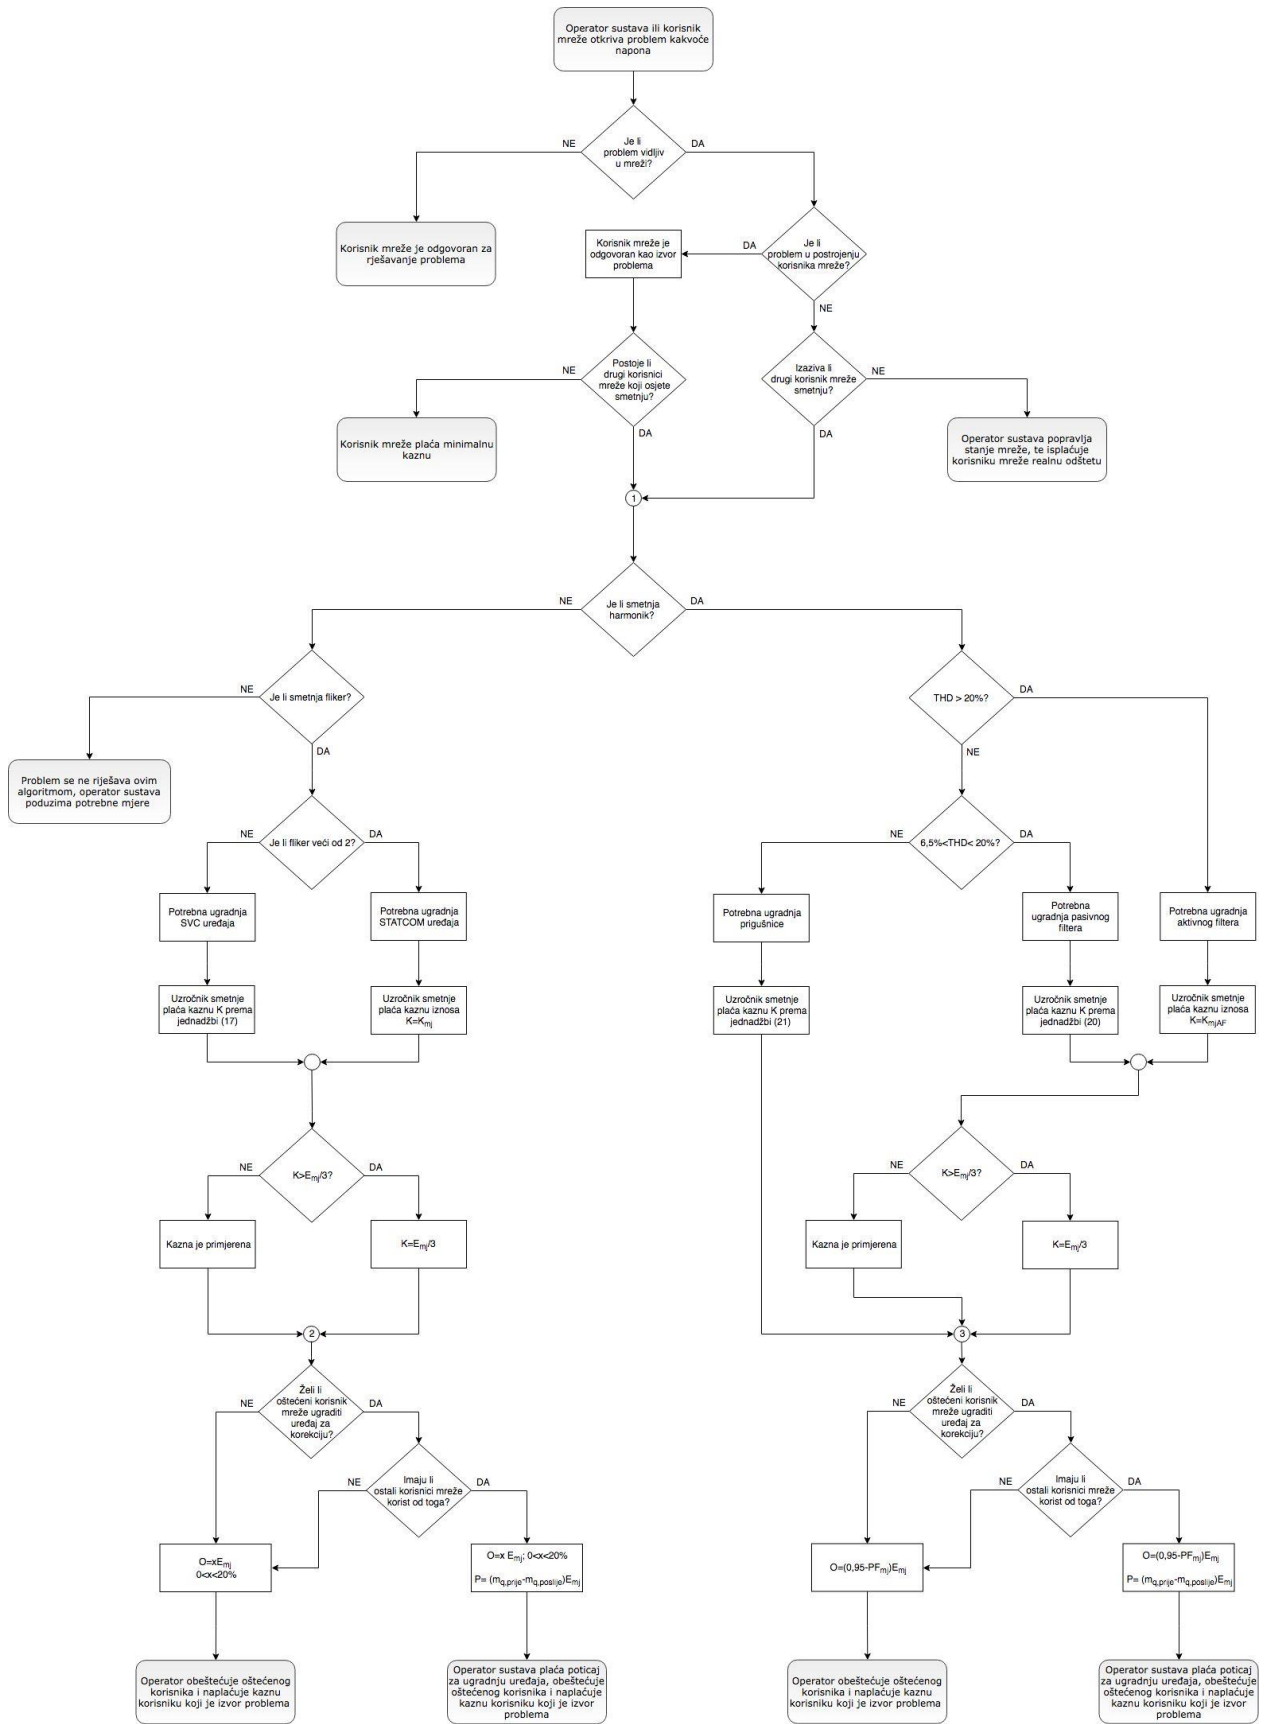 Operator sustava ili korisnik
mreže otkriva problem kakvoće
napona
Je li
problem vidljiv
u mreži?
NE
DA
Korisnik mreže je odgovoran za
rješavanje problema
Korisnik mreže je
odgovoran kao izvor
problema
DA
Je li
problem u postrojenju
korisnika mreže?
NE
Postoje li
drugi korisnici
mreže koji osjete
smetnju?
NE
DA
Izaziva li
drugi korisnik mreže
smetnju?
NE
DA
Korisnik mreže plaća minimalnu
kaznu
Operator sustava popravlja
stanje mreže, te isplaćuje
korisniku mreže realnu odštetu
1
Je li smetnja
harmonik?
NE
DA
Je li smetnja fliker?
NE
DA
THD > 20%?
DA
NE
Problem se ne riješava ovim
algoritmom, operator sustava
poduzima potrebne mjere
Je li fliker veći od 2?
NE
DA
6,5%<THD< 20%?
NE
DA
Potrebna ugradnja
SVC uređaja
Potrebna ugradnja
STATCOM uređaja
Potrebna ugradnja
prigušnice
Potrebna
ugradnja pasivnog
filtera
Potrebna ugradnja
aktivnog filtera
Uzročnik smetnje
plaća kaznu K prema
jednadžbi (17)
Uzročnik smetnje
plaća kaznu iznosa
K=Kmj
Uzročnik smetnje
plaća kaznu K prema
jednadžbi (21)
Uzročnik smetnje
plaća kaznu K prema
jednadžbi (20)
Uzročnik smetnje
plaća kaznu iznosa
K=KmjAF
K>Emj/3?
NE
DA
K>Emj/3?
NE
DA
Kazna je primjerena
K=Emj/3
Kazna je primjerena
K=Emj/3
2
3
Želi li
oštećeni korisnik
mreže ugraditi
uređaj za
korekciju?
NE
DA
Želi li
oštećeni korisnik
mreže ugraditi
uređaj za
korekciju?
NE
DA
Imaju li
ostali korisnici mreže
korist od toga?
NE
DA
Imaju li
ostali korisnici mreže
korist od toga?
NE
DA
O=xEmj
0<x<20%
O=x Emj; 0<x<20%
P= (mq,prije-mq,poslije)Emj
O=(0,95-PFmj)Emj
O=(0,95-PFmj)Emj
P= (mq,prije-mq,poslije)Emj
Operator obeštećuje oštećenog
korisnika i naplaćuje kaznu
korisniku koji je izvor problema
Operator sustava plaća poticaj
za ugradnju uređaja, obeštećuje
oštećenog korisnika i naplaćuje
kaznu korisniku koji je izvor
problema
Operator obeštećuje oštećenog
korisnika i naplaćuje kaznu
korisniku koji je izvor problema
Operator sustava plaća poticaj
za ugradnju uređaja, obeštećuje
oštećenog korisnika i naplaćuje
kaznu korisniku koji je izvor
problema